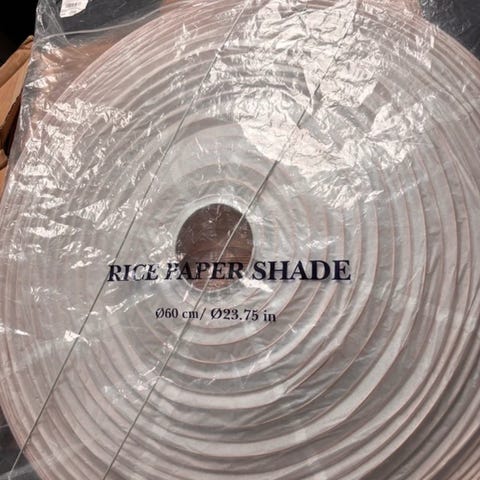 RICE PAPER SHADE
Ø60 cm/ Ø23.75 in